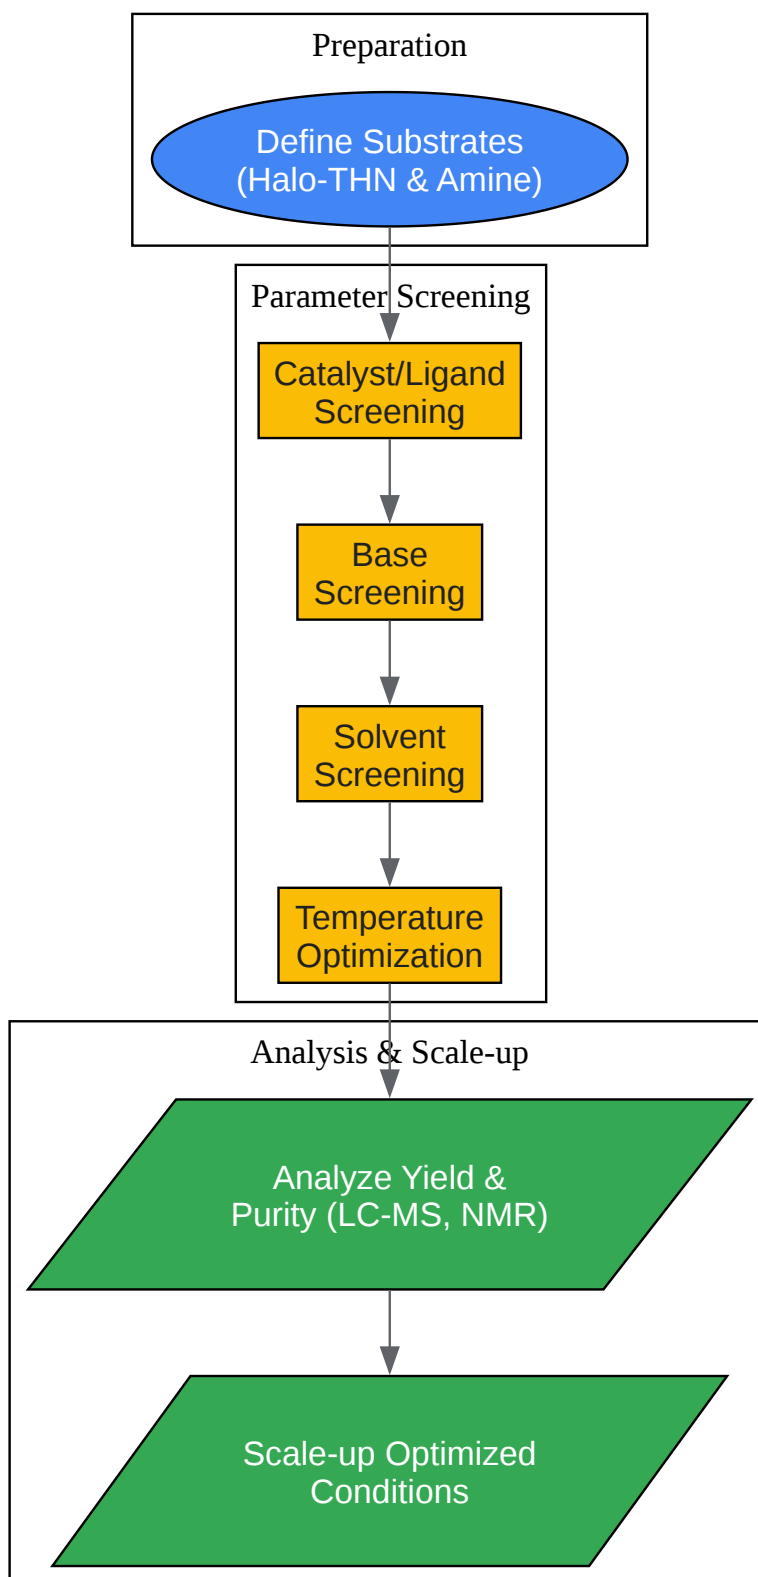 Preparation
Define Substrates
(Halo-THN & Amine)
Parameter Screening
Catalyst/Ligand
Screening
Base
Screening
Solvent
Screening
Temperature
Optimization
Analysis & Scale-up
Analyze Yield &
Purity (LC-MS, NMR)
Scale-up Optimized
Conditions